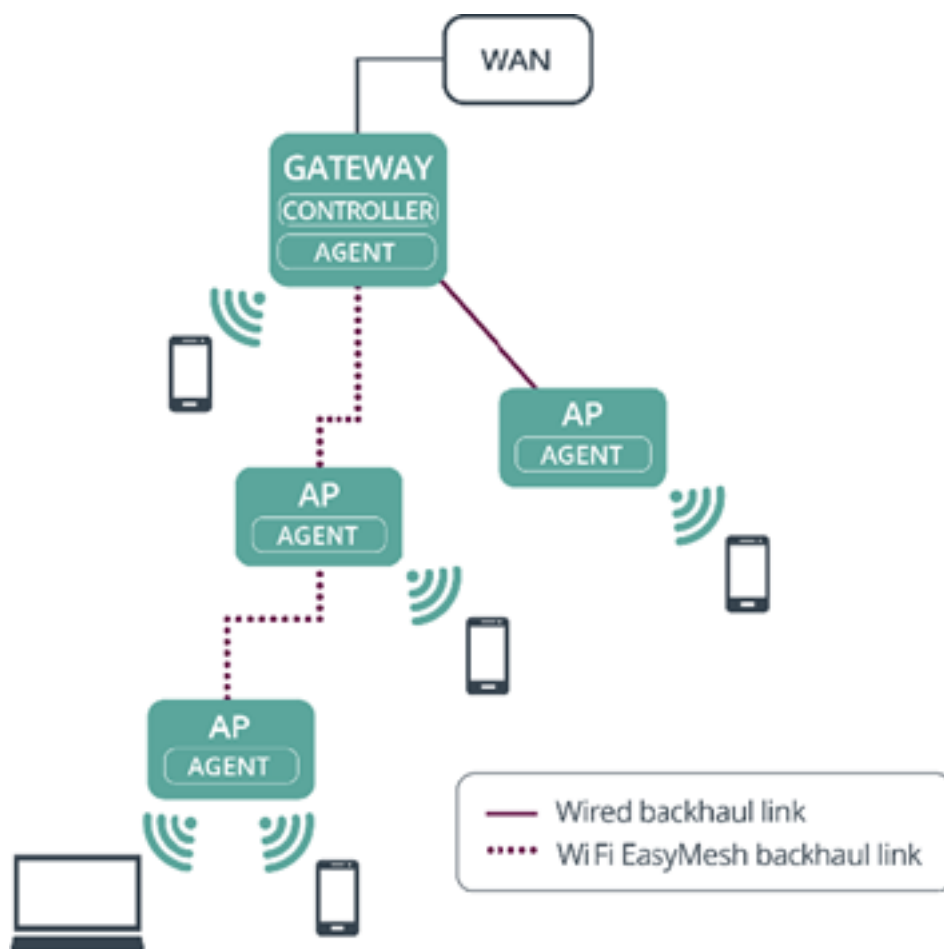 WAN
GATEWAY
CONTROLLER
AGENT
AP
AGENT
AP
AGENT
AP
AGENT
Wired backhaul link
WiFi EasyMesh backhaul link